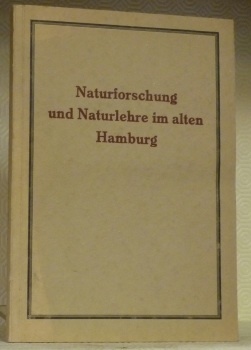 Naturforschung
und Naturlehre im alten
Hamburg